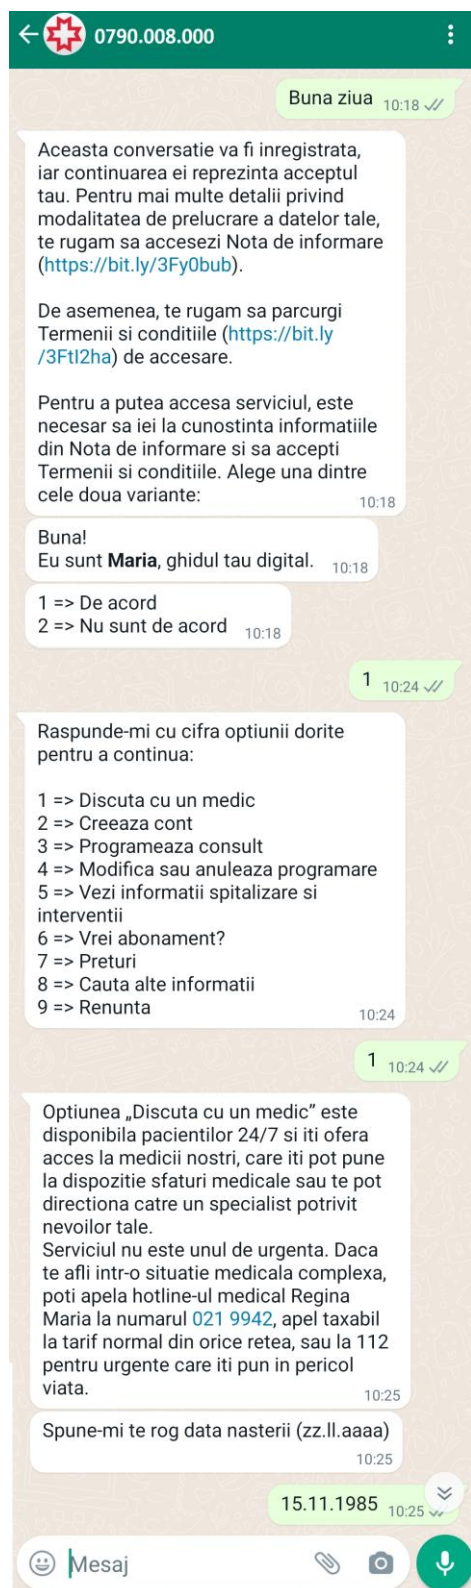 0790.008.000
Buna ziua 10:18
Aceasta conversatie va fi inregistrata,
iar continuarea ei reprezinta acceptul
tau. Pentru mai multe detalii privind
modalitatea de prelucrare a datelor tale,
te rugam sa accesezi Nota de informare
(https://bit.ly/3Fy0bub).
De asemenea, te rugam sa parcurgi
Termenii si conditiile (https://bit.ly
/3FtI2ha) de accesare.
Pentru a putea accesa serviciul, este
necesar sa iei la cunostinta informatiile
din Nota de informare si sa accepti
Termenii si conditiile. Alege una dintre
cele doua variante:
10:18
Buna!
Eu sunt Maria, ghidul tau digital. 10:18
1 => De acord
2 => Nu sunt de acord 10:18
1 10:24
Raspunde-mi cu cifra optiunii dorite
pentru a continua:
1 => Discuta cu un medic
2 => Creeaza cont
3 => Programeaza consult
4 => Modifica sau anuleaza programare
5 => Vezi informatii spitalizare si
interventii
6 => Vrei abonament?
7 => Preturi
8 => Cauta alte informatii
9 => Renunta
10:24
1 10:24
Optiunea „Discuta cu un medic” este
disponibila pacientilor 24/7 si iti ofera
acces la medicii nostri, care iti pot pune
la dispozitie sfaturi medicale sau te pot
directiona catre un specialist potrivit
nevoilor tale.
Serviciul nu este unul de urgenta. Daca
te afli intr-o situatie medicala complexa,
poti apela hotline-ul medical Regina
Maria la numarul 021 9942, apel taxabil
la tarif normal din orice retea, sau la 112
pentru urgente care iti pun in pericol
viata.
10:25
Spune-mi te rog data nasterii (zz.ll.aaaa)
10:25
15.11.1985 10:25
Mesaj